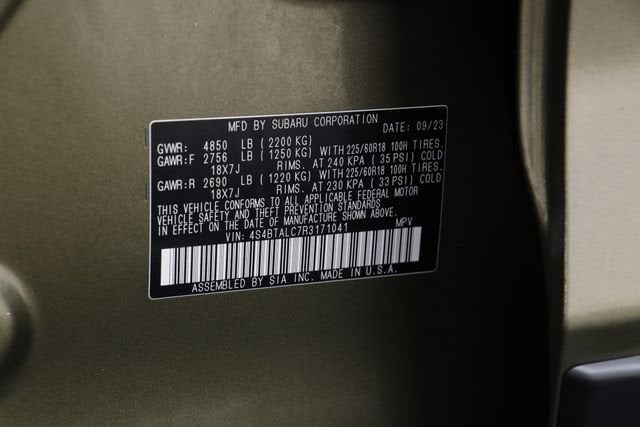 MFD BY SUBARU CORPORATION DATE: 09/23
GVWR: 4850 LB ( 2200 KG)
GAWR:F 2756 LB ( 1250 KG) WITH 225/60R18 100H TIRES.
18X7J RIMS. AT 240 KPA ( 35 PSI) COLD
GAWR:R 2690 LB ( 1220 KG) WITH 225/60R18 100H TIRES.
18X7J RIMS. AT 230 KPA ( 33 PSI) COLD
THIS VEHICLE CONFORMS TO ALL APPLICABLE FEDERAL MOTOR
VEHICLE SAFETY AND THEFT PREVENTION STANDARDS
IN EFFECT ON THE DATE OF MANUFACTURE SHOWN ABOVE.
VIN: 4S4BTALC7R3171041 MPV
ASSEMBLED BY SIA INC. MADE IN U.S.A.